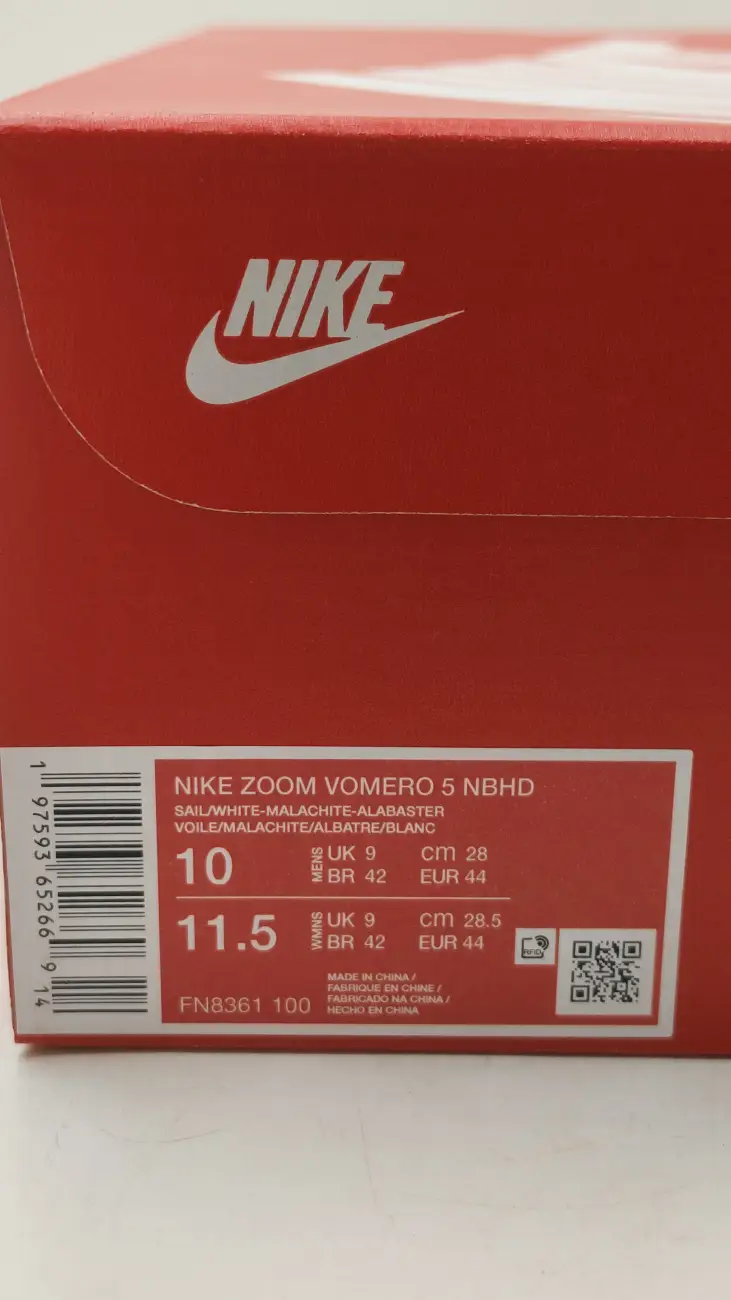 NIKE
NIKE ZOOM VOMERO 5 NBHD
SAIL/WHITE-MALACHITE-ALABASTER
VOILE/MALACHITE/ALBATRE/BLANC
10 MENS UK 9 cm 28
BR 42 EUR 44
11.5 WMNS UK 9 cm 28.5
BR 42 EUR 44
RFID
FN8361 100
MADE IN CHINA /
FABRIQUE EN CHINE /
FABRICADO NA CHINA /
HECHO EN CHINA
1 97593 65266 9 14